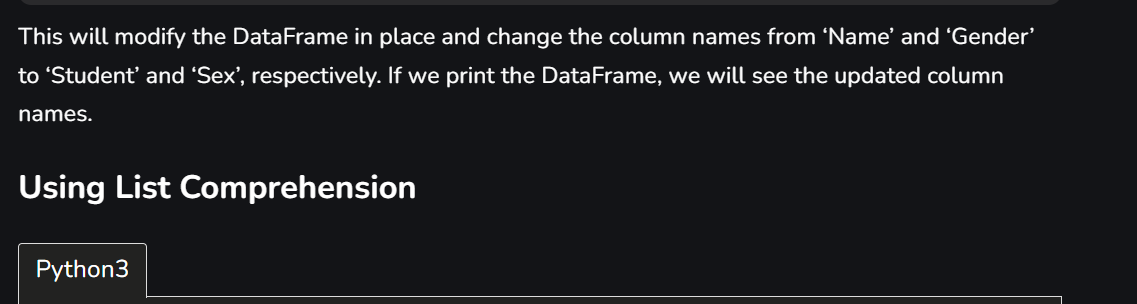 This will modify the DataFrame in place and change the column names from ‘Name’ and ‘Gender’
to ‘Student’ and ‘Sex’, respectively. If we print the DataFrame, we will see the updated column
names.
Using List Comprehension
Python3